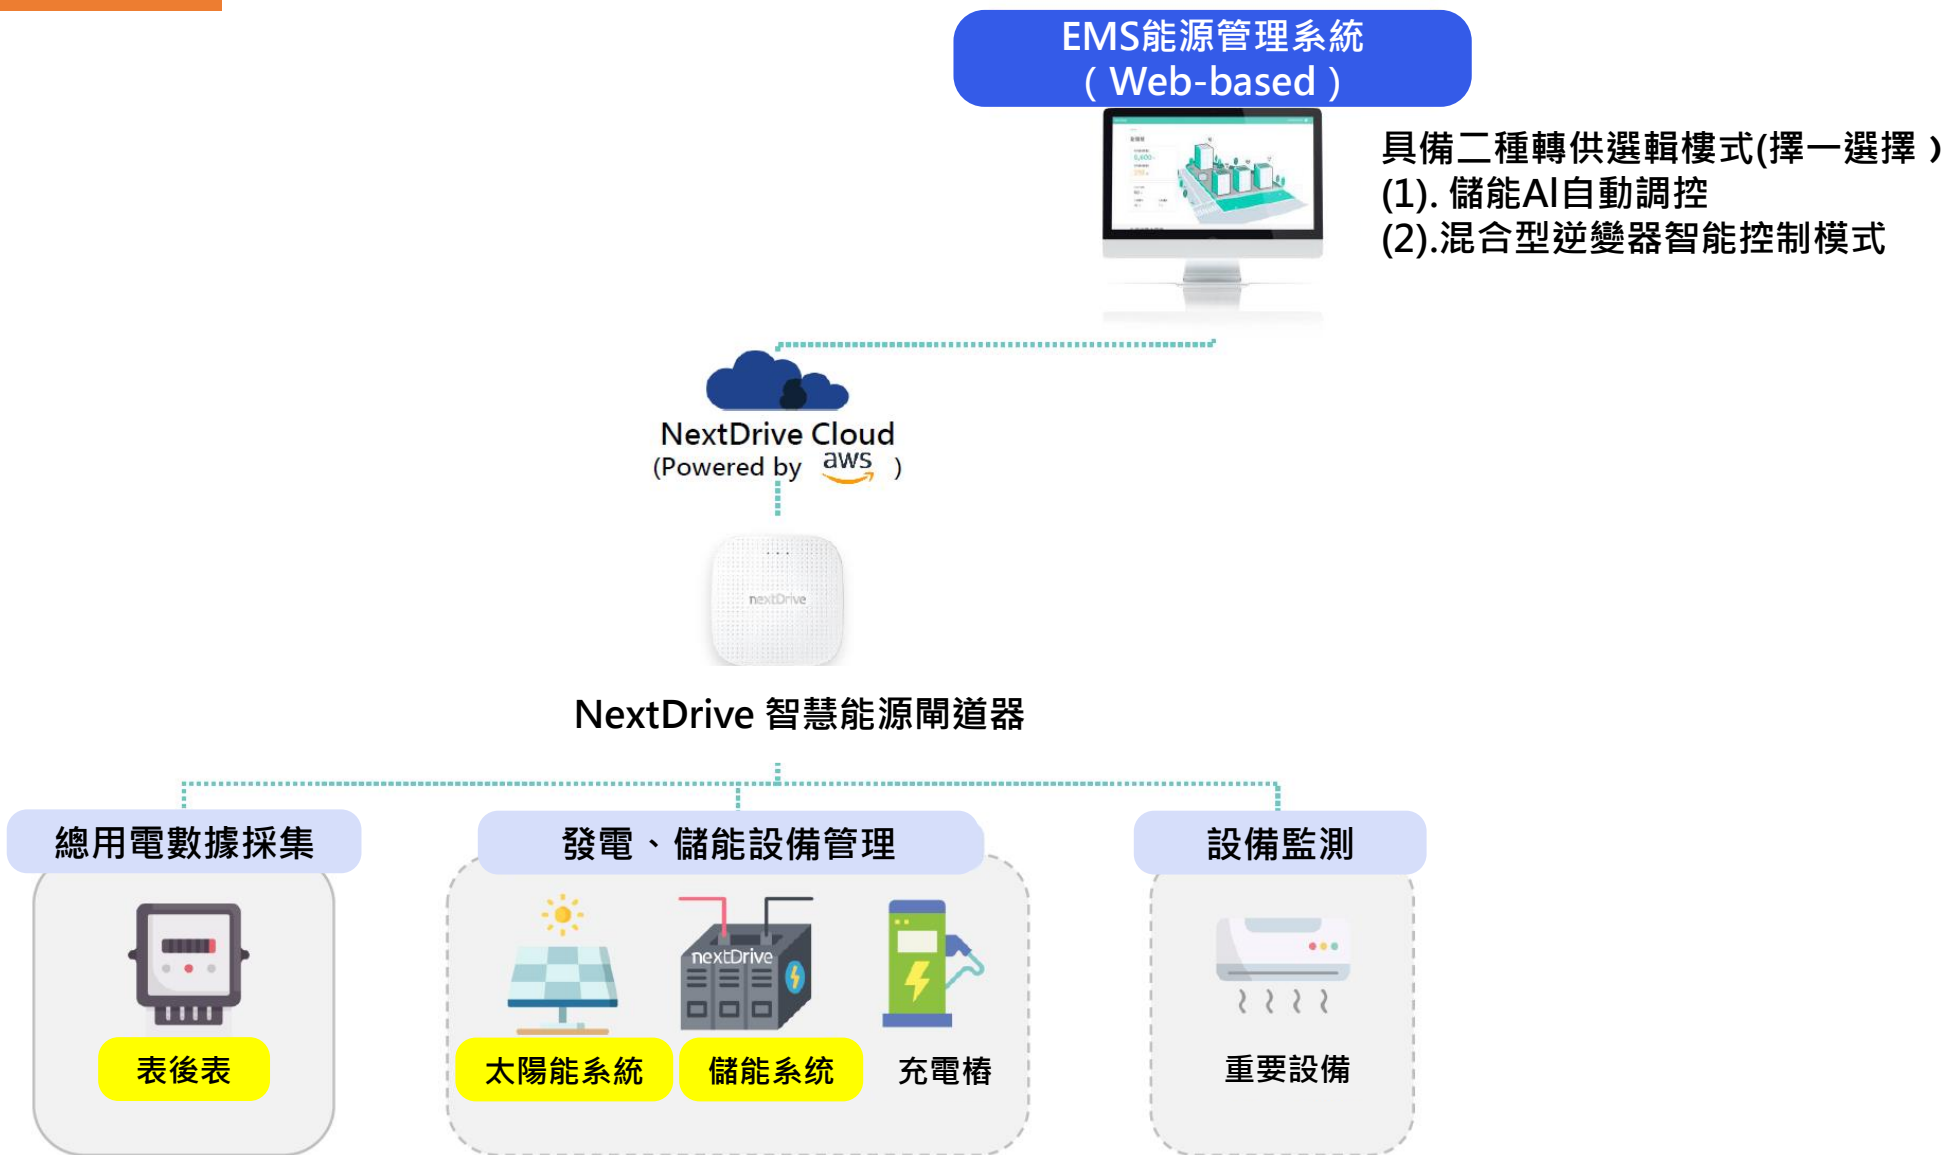 EMS能源管理系統
（Web-based）
具備二種轉供選輯樓式(擇一選擇）
(1). 儲能AI自動調控
(2).混合型逆變器智能控制模式
NextDrive Cloud
(Powered by aws )
nextDrive
NextDrive 智慧能源閘道器
總用電數據採集
發電、儲能設備管理
設備監測
nextDrive
表後表
太陽能系統
儲能系统
充電樁
重要設備